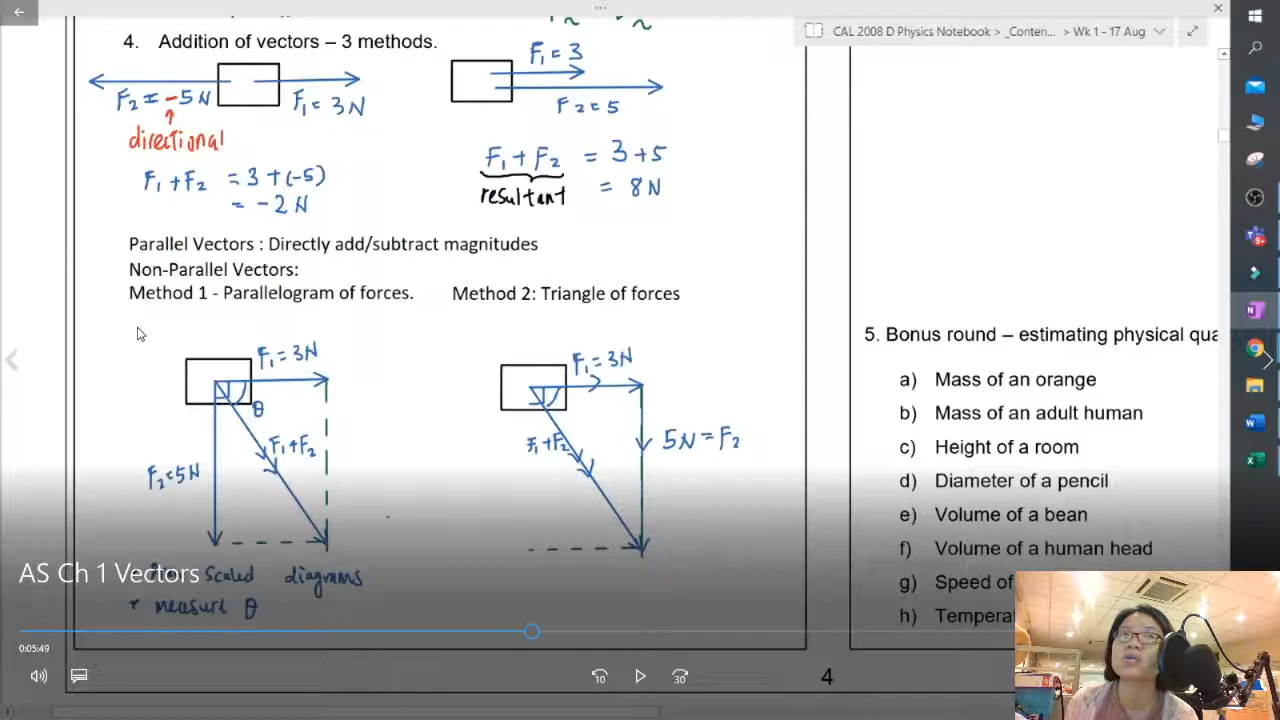 CAL 2008 D Physics Notebook > _Conten... > Wk 1 - 17 Aug
4. Addition of vectors – 3 methods.
F₂ = -5N
F₁ = 3N
directional
F₁ + F₂ = 3 + (-5)
= -2 N
F₁ = 3
F₂ = 5
F₁ + F₂ = 3 + 5
resultant = 8N
Parallel Vectors : Directly add/subtract magnitudes
Non-Parallel Vectors:
Method 1 - Parallelogram of forces.
Method 2: Triangle of forces
F₁ = 3N
θ
F₁+F₂
F₂ = 5N
F₁ = 3N
F₁+F₂
5N = F₂
scaled diagrams
measure θ
5. Bonus round – estimating physical qua
a) Mass of an orange
b) Mass of an adult human
c) Height of a room
d) Diameter of a pencil
e) Volume of a bean
f) Volume of a human head
g) Speed of
h) Tempera
AS Ch 1 Vectors
0:05:49
10
30
4